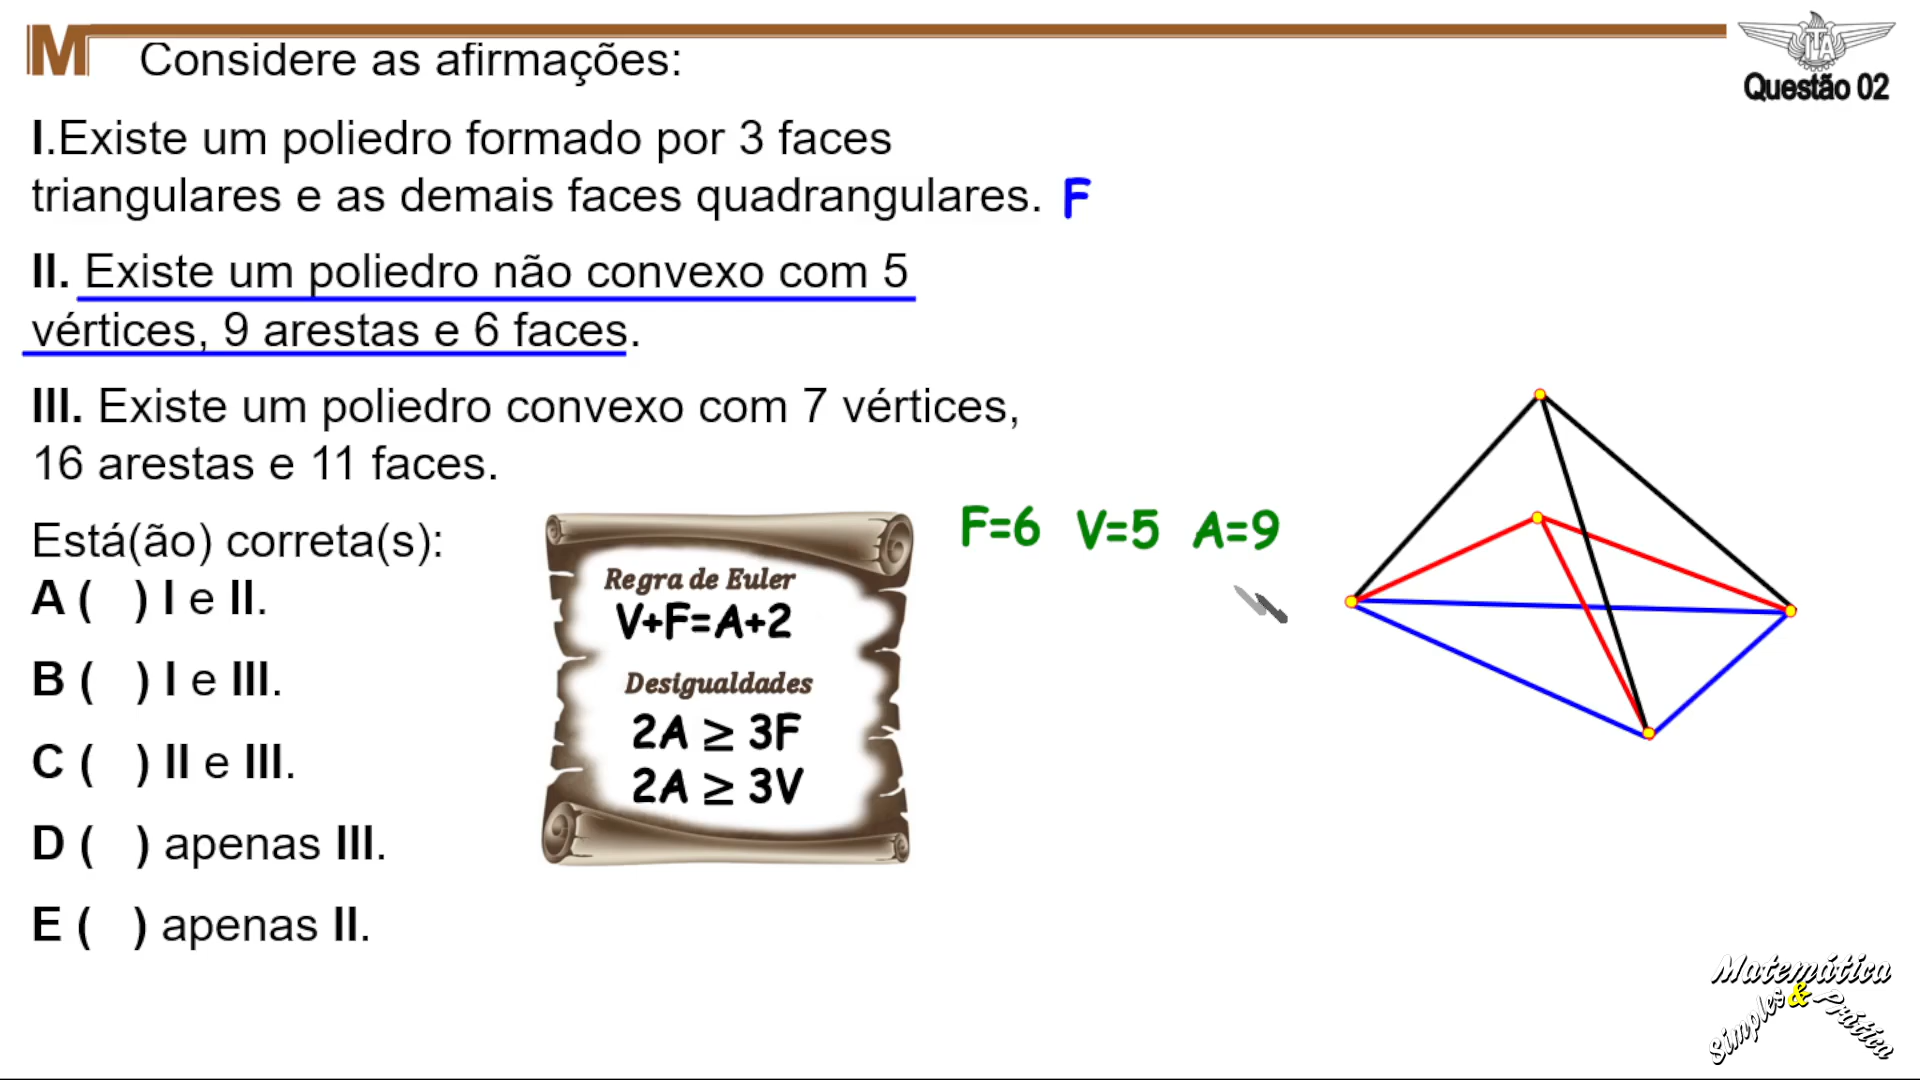 M
Considere as afirmações:
ITA
Questão 02
I.Existe um poliedro formado por 3 faces
triangulares e as demais faces quadrangulares. F
II. Existe um poliedro não convexo com 5
vértices, 9 arestas e 6 faces.
III. Existe um poliedro convexo com 7 vértices,
16 arestas e 11 faces.
Está(ão) correta(s):
A ( ) I e II.
B ( ) I e III.
C ( ) II e III.
D ( ) apenas III.
E ( ) apenas II.
Regra de Euler
V+F=A+2
Desigualdades
2A ≥ 3F
2A ≥ 3V
F=6 V=5 A=9
Matemática
Simples & Prática